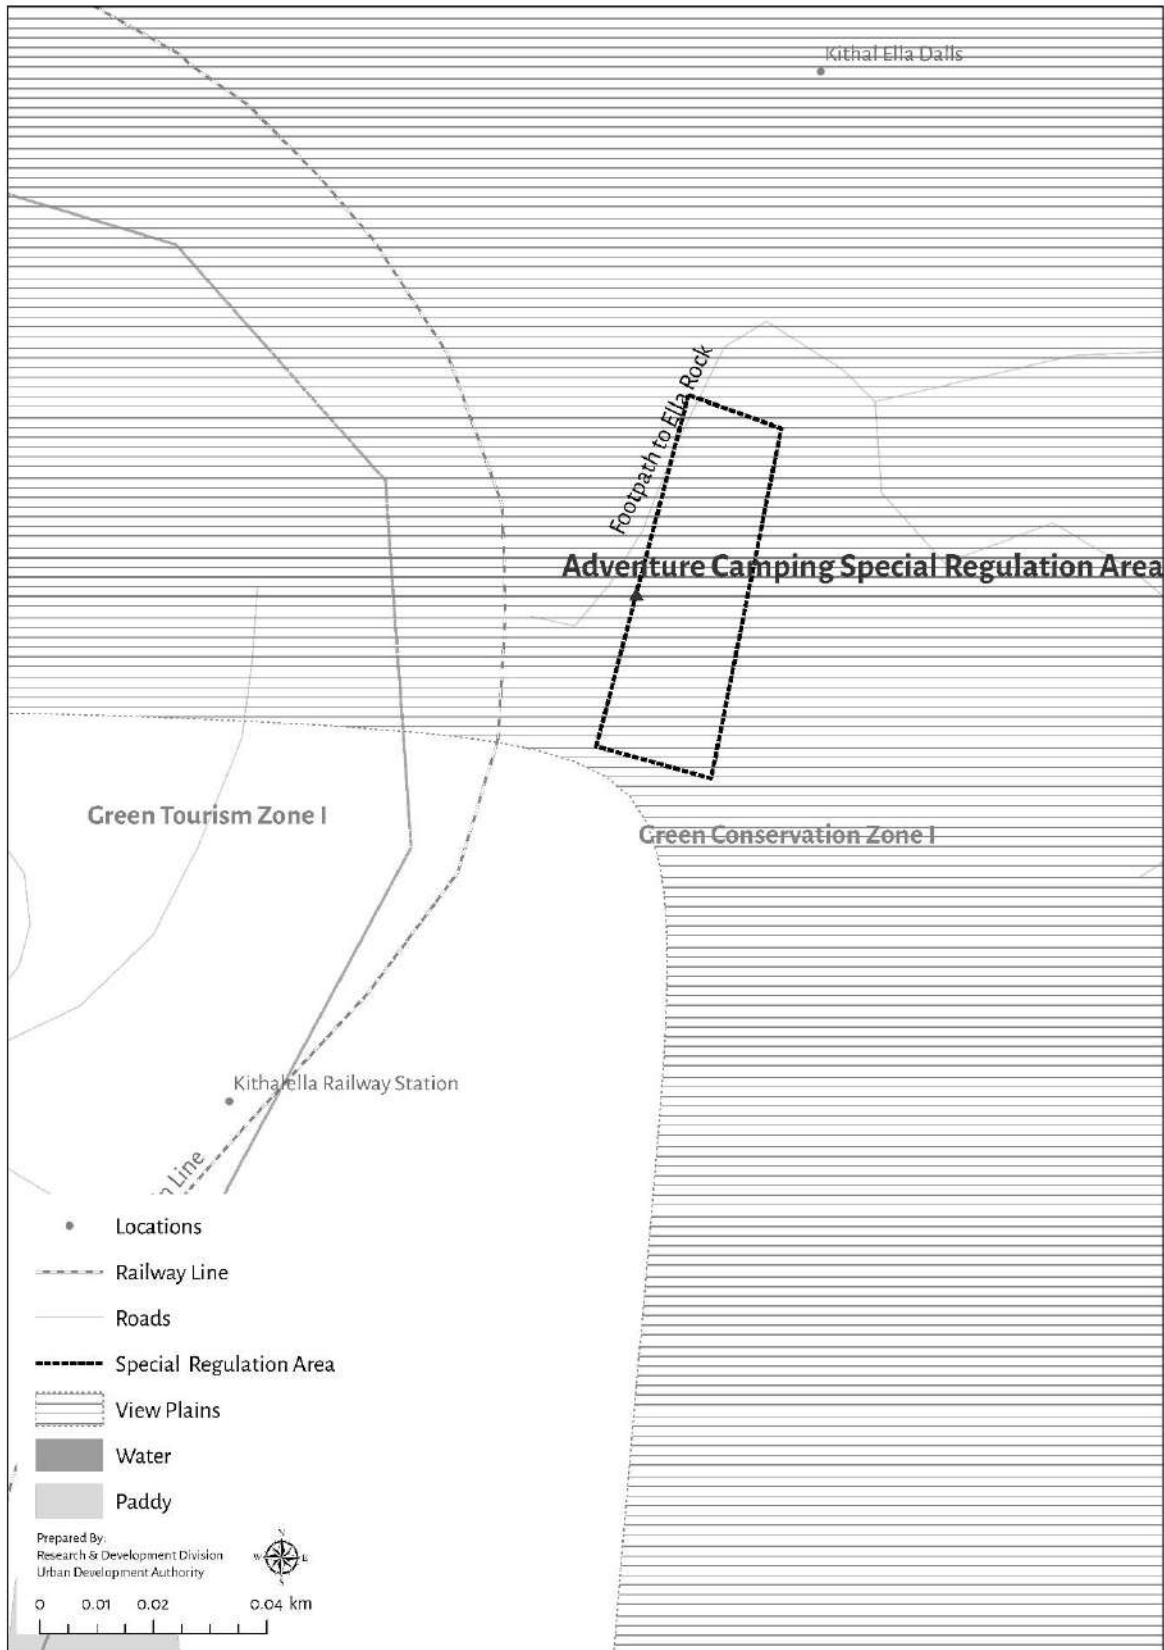 Kithal Ella Dalls
Footpath to Ella Rock
Adventure Camping Special Regulation Area
Green Tourism Zone I
Green Conservation Zone I
Kithalella Railway Station
Line
Locations
Railway Line
Roads
Special Regulation Area
View Plains
Water
Paddy
Prepared By:
Research & Development Division
Urban Development Authority
N
W E
S
0 0.01 0.02 0.04 km